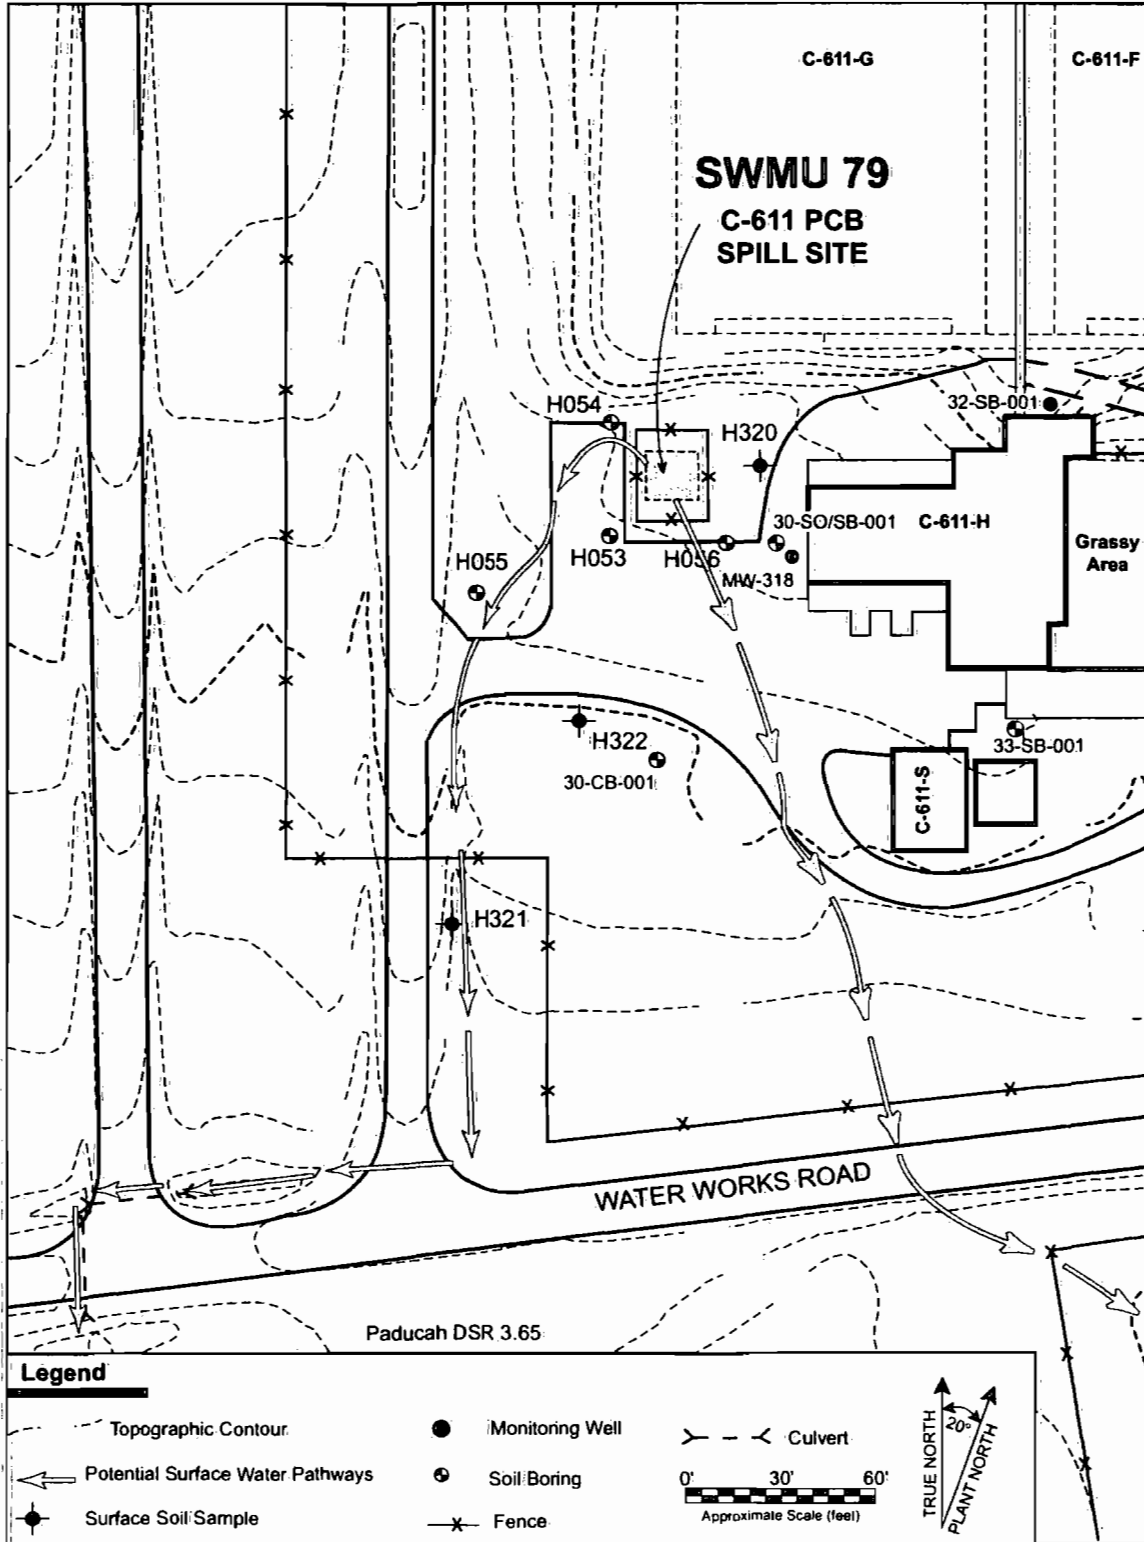 C-611-G
C-611-F
SWMU 79
C-611 PCB
SPILL SITE
H054
H320
32-SB-001
30-SO/SB-001
C-611-H
Grassy
Area
H053
H056
MW-318
H055
H322
30-CB-001
33-SB-001
C-611-S
H321
WATER WORKS ROAD
Paducah DSR 3.65
Legend
Topographic Contour
Potential Surface Water Pathways
Surface Soil Sample
Monitoring Well
Soil Boring
Fence
Culvert
0' 30' 60'
Approximate Scale (feet)
TRUE NORTH
20°
PLANT NORTH